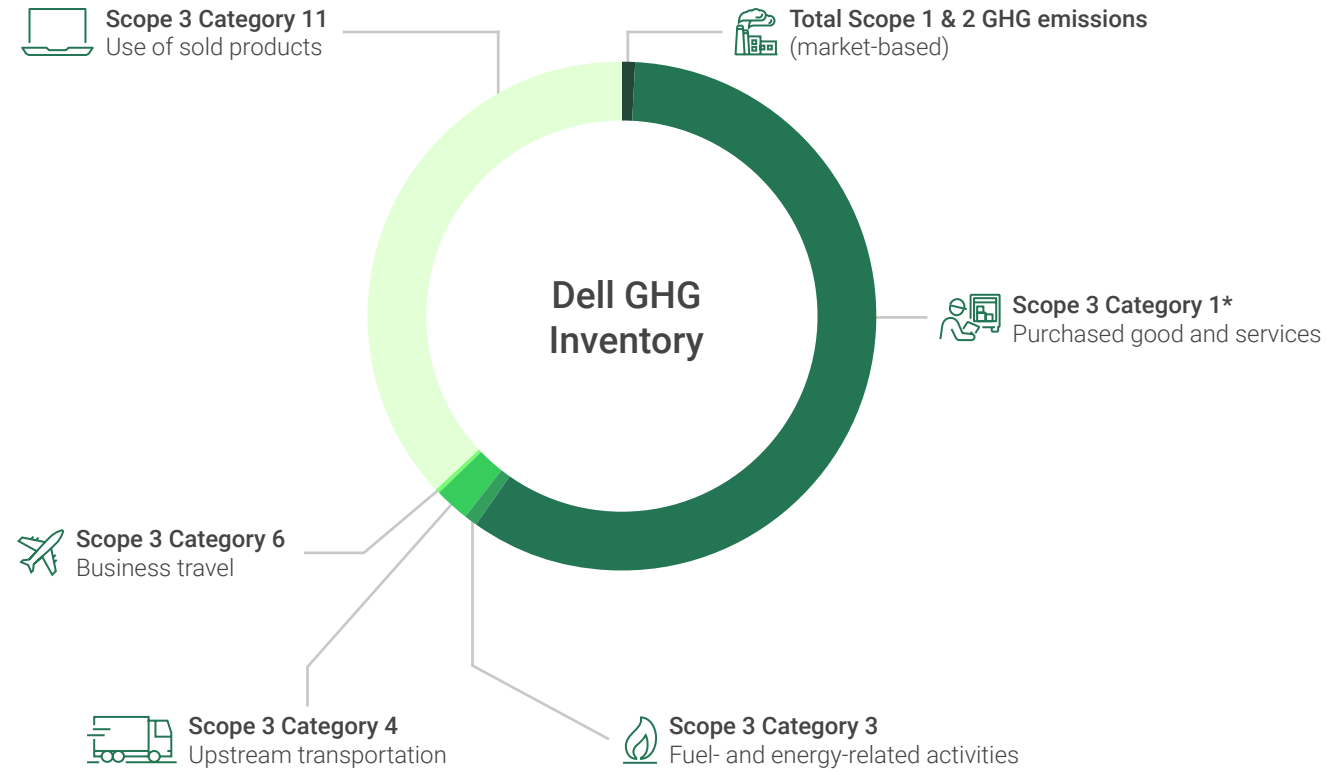 Scope 3 Category 11
Use of sold products
Total Scope 1 & 2 GHG emissions
(market-based)
Dell GHG
Inventory
Scope 3 Category 1*
Purchased good and services
Scope 3 Category 6
Business travel
Scope 3 Category 4
Upstream transportation
Scope 3 Category 3
Fuel- and energy-related activities